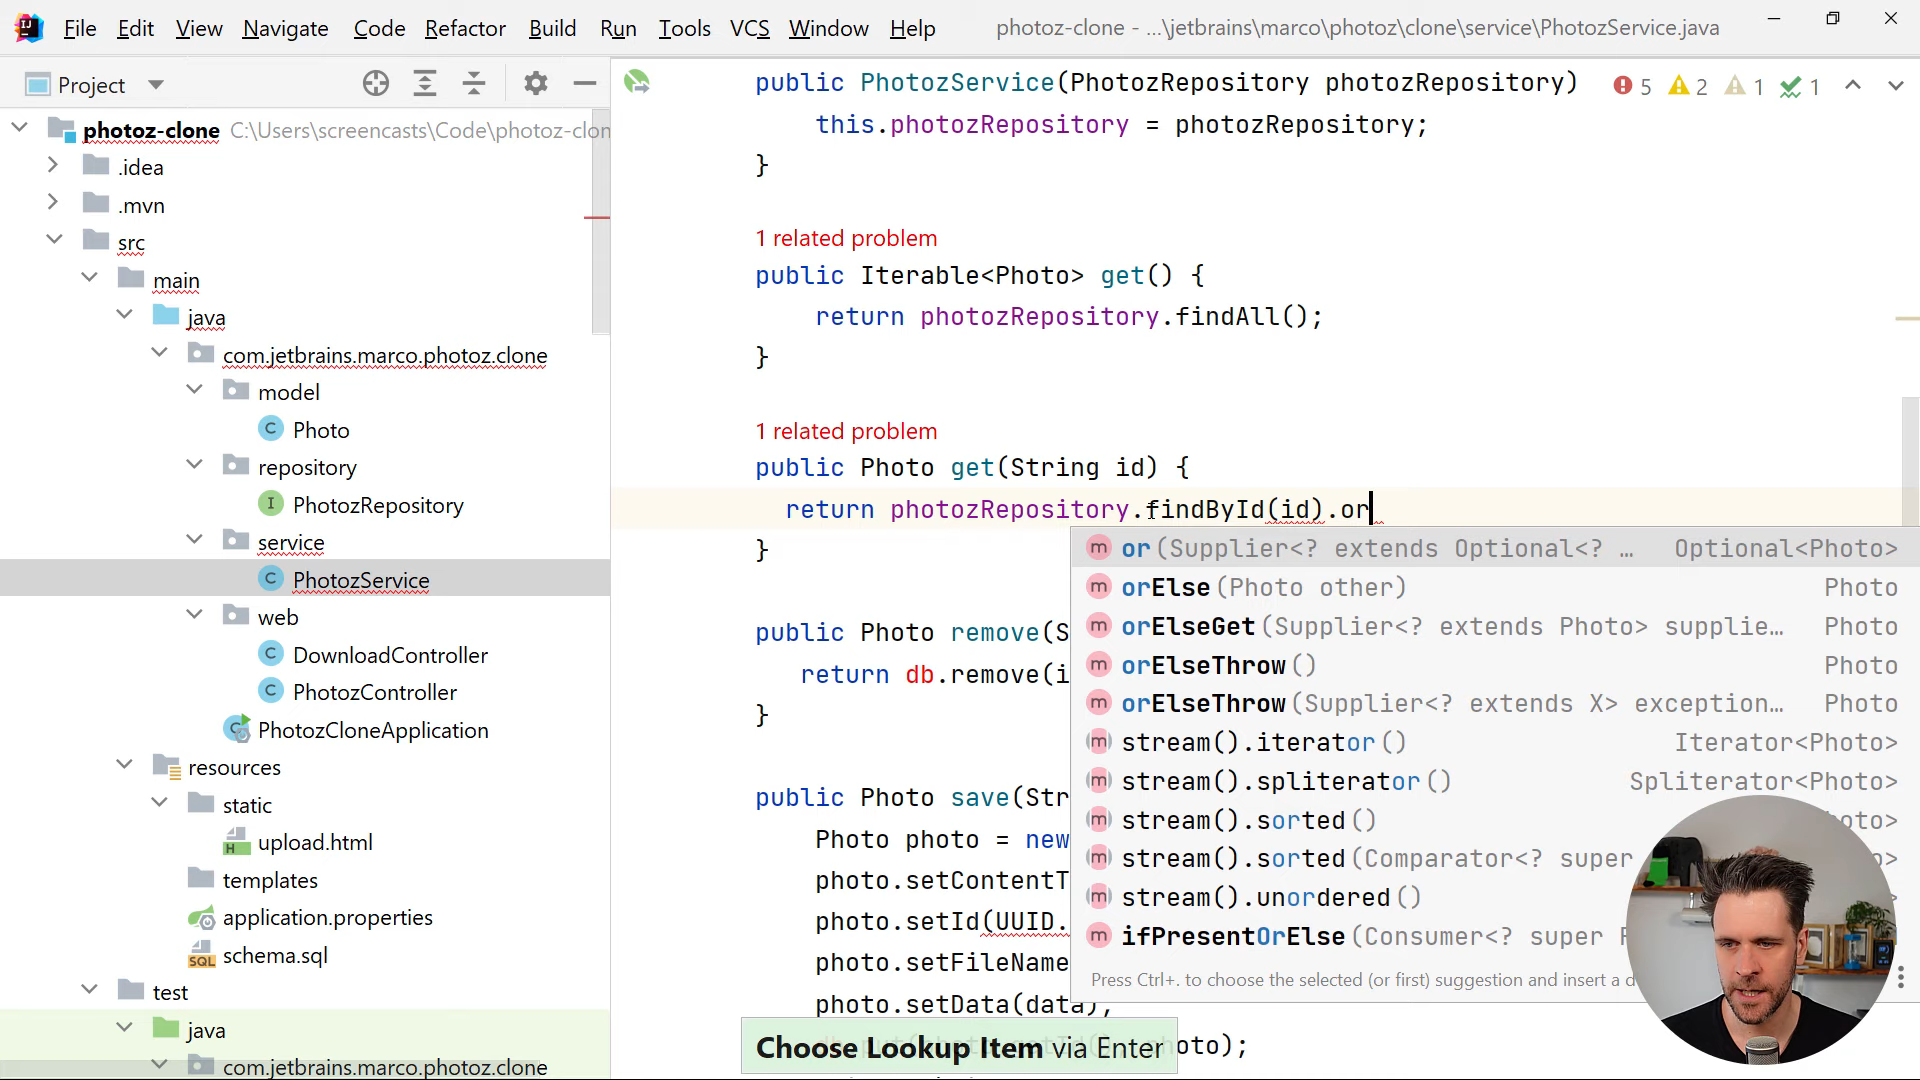 File Edit View Navigate Code Refactor Build Run Tools VCS Window Help photoz-clone - ...\jetbrains\marco\photoz\clone\service\PhotozService.java
Project
photoz-clone C:\Users\screencasts\Code\photoz-clon
.idea
.mvn
src
main
java
com.jetbrains.marco.photoz.clone
model
C Photo
repository
I PhotozRepository
service
C PhotozService
web
C DownloadController
C PhotozController
C PhotozCloneApplication
resources
static
H upload.html
templates
application.properties
SQL schema.sql
test
java
com.jetbrains.marco.photoz.clone
5 2 1 1
public PhotozService(PhotozRepository photozRepository)
this.photozRepository = photozRepository;
}
1 related problem
public Iterable<Photo> get() {
return photozRepository.findAll();
}
1 related problem
public Photo get(String id) {
return photozRepository.findById(id).or
}
public Photo remove(S
return db.remove(i
}
public Photo save(Str
Photo photo = new
photo.setContentT
photo.setId(UUID.
photo.setFileName
photo.setData(data);
photo);
m or(Supplier<? extends Optional<? … Optional<Photo>
m orElse(Photo other) Photo
m orElseGet(Supplier<? extends Photo> supplie… Photo
m orElseThrow() Photo
m orElseThrow(Supplier<? extends X> exception… Photo
m stream().iterator() Iterator<Photo>
m stream().spliterator() Spliterator<Photo>
m stream().sorted()
m stream().sorted(Comparator<? super
m stream().unordered()
m ifPresentOrElse(Consumer<? super
Press Ctrl+. to choose the selected (or first) suggestion and insert a d
Choose Lookup Item via Enter